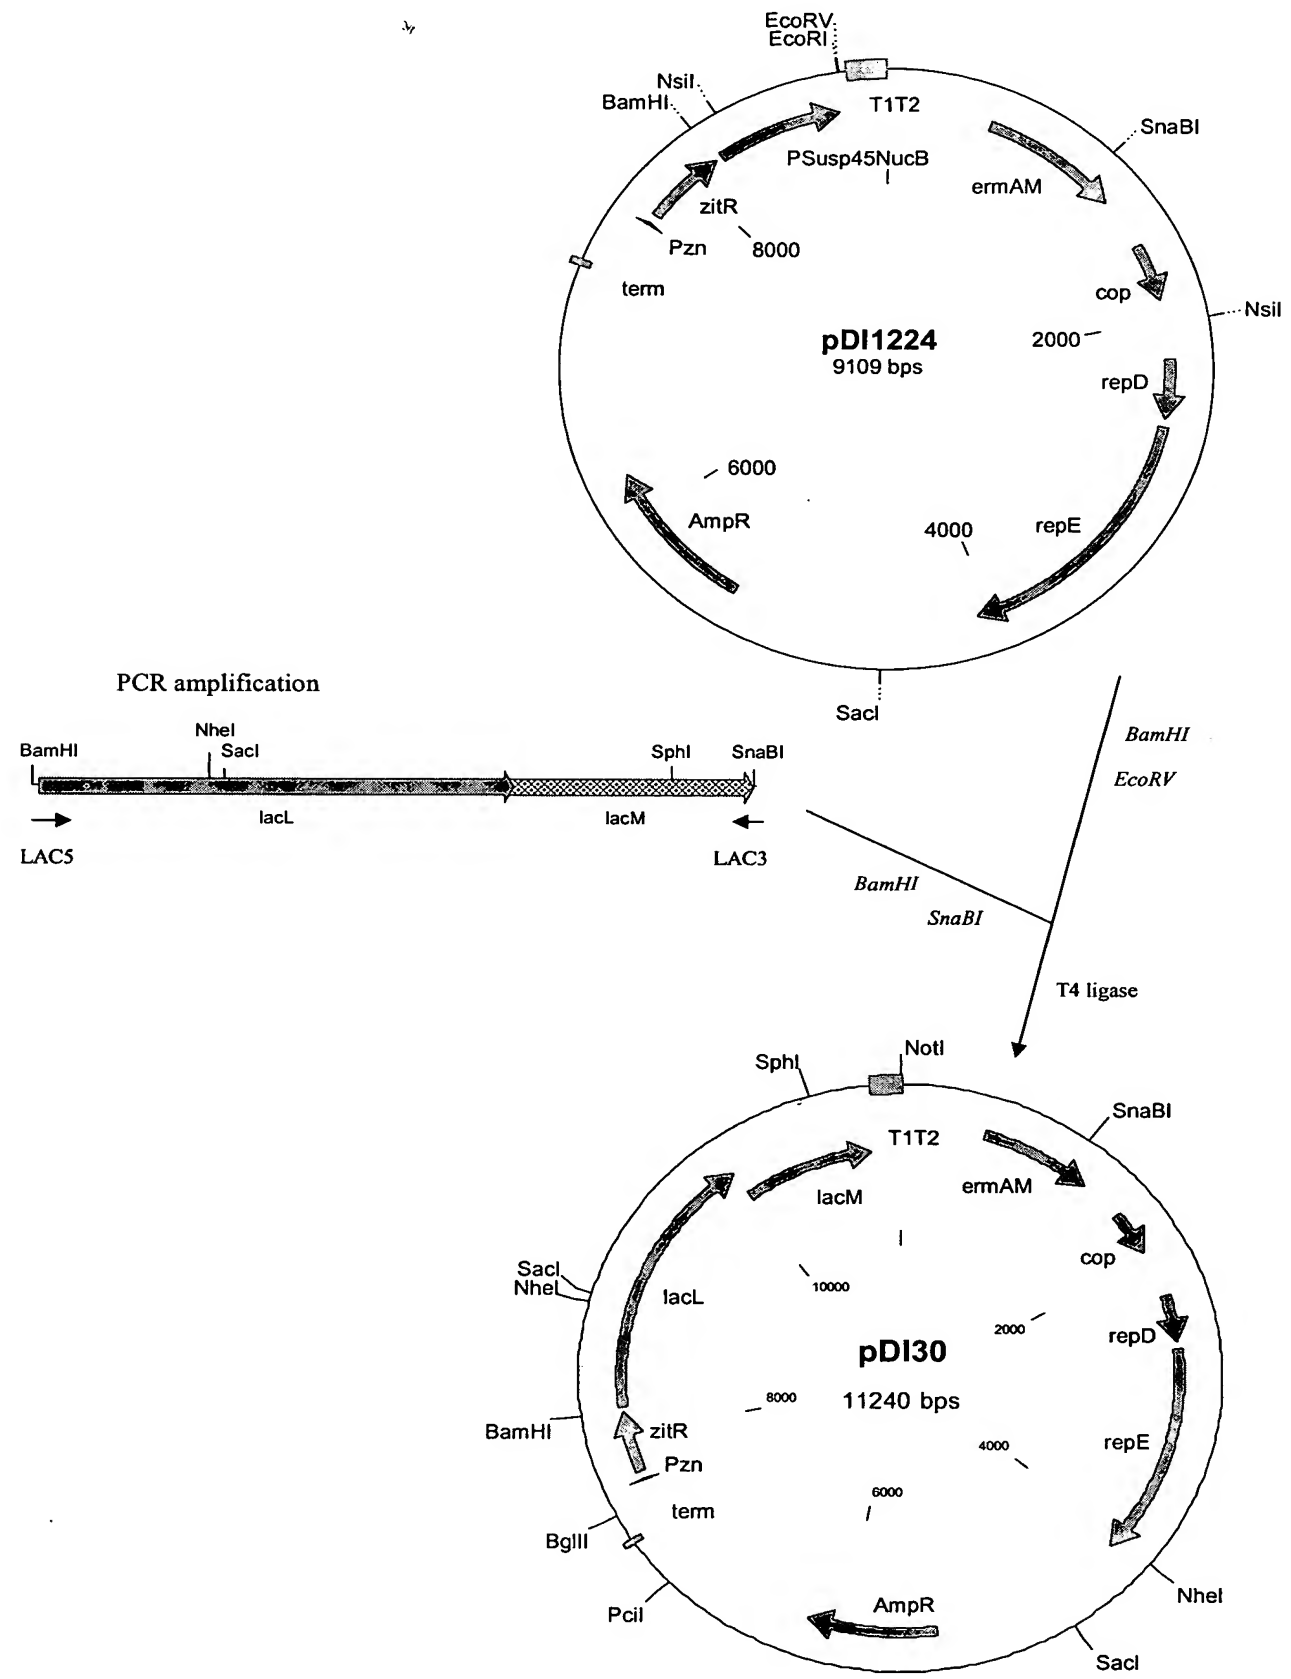 EcoRV
EcoRI
NsiI
BamHI
T1T2
SnaBI
PSusp45NucB
ermAM
zitR
Pzn
8000
term
cop
NsiI
pDI1224
9109 bps
2000
repD
6000
AmpR
4000
repE
SacI
PCR amplification
NheI
BamHI
SacI
SphI
SnaBI
lacL
lacM
LAC5
LAC3
BamHI
EcoRV
BamHI
SnaBI
T4 ligase
NotI
SphI
SnaBI
T1T2
ermAM
lacM
cop
SacI
NheI
lacL
10000
2000
repD
pDI30
11240 bps
8000
BamHI
zitR
Pzn
4000
repE
6000
term
BglII
PciI
AmpR
NheI
SacI